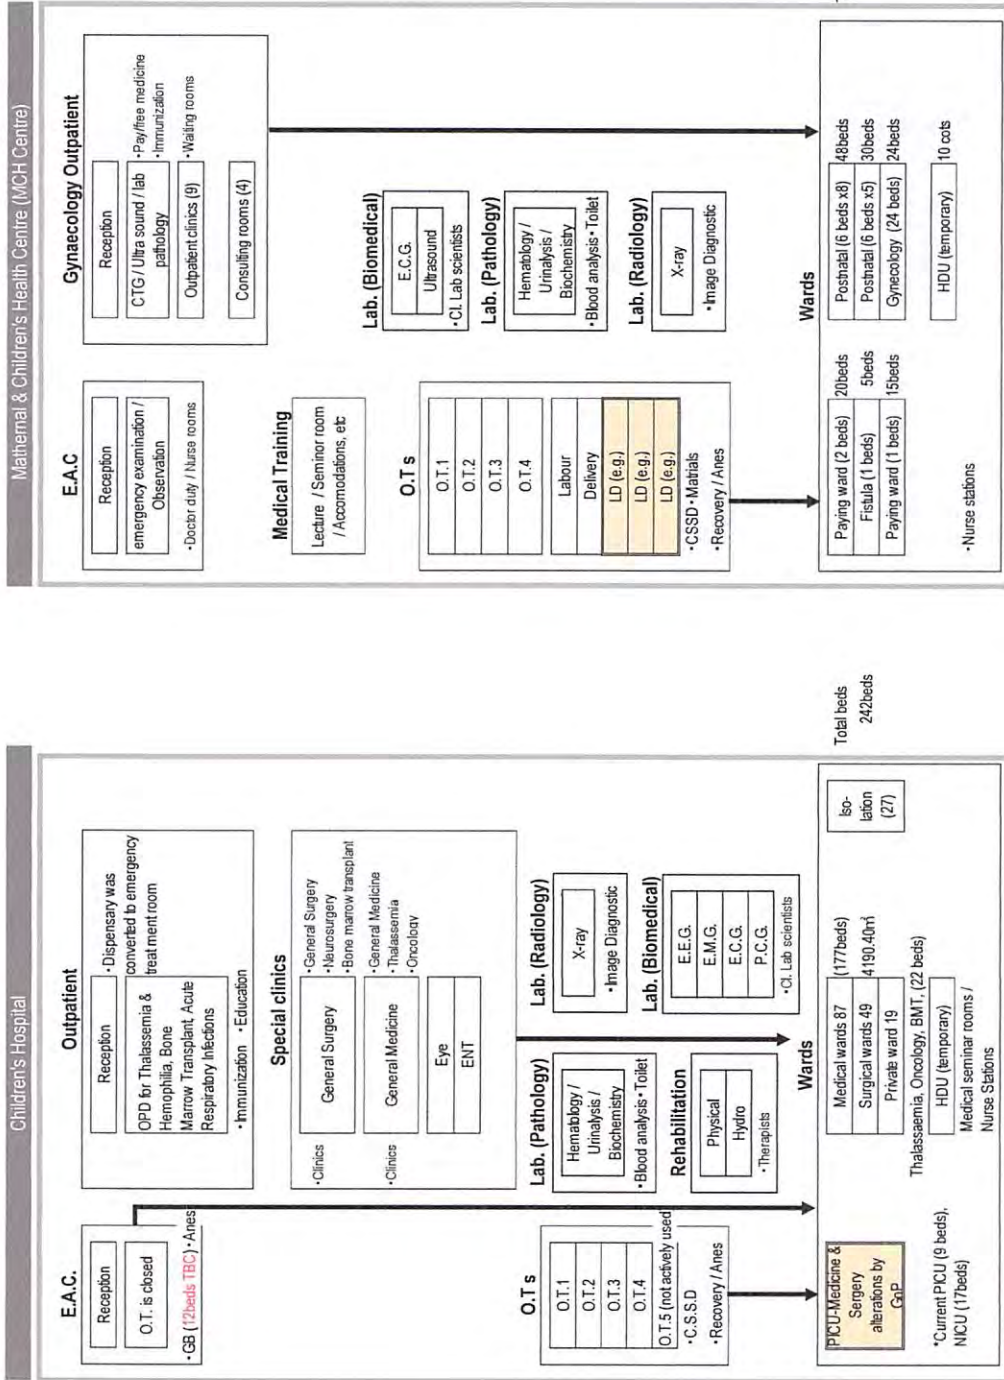 Children's Hospital
E.A.C.
Reception
O.T. is closed
・GB (12beds TBC)・Anes
Outpatient
Reception
・Dispensary was
converted to emergency
treatment room
OPD for Thalassemia &
Hemophilia, Bone
Marrow Transplant, Acute
Respiratory Infections
・Immunization ・Education
Special clinics
・Clinics
General Surgery
・General Surgery
・Neurosurgery
・Bone marrow transplant
・Clinics
General Medicine
・General Medicine
・Thalassemia
・Oncology
Eye
ENT
O.T s
O.T.1
O.T.2
O.T.3
O.T.4
O.T.5 (not actively used
・C.S.S.D
・Recovery / Anes
Lab. (Pathology)
Hematology /
Urinalysis /
Biochemistry
・Blood analysis・Toilet
Rehabilitation
Physical
Hydro
・Therapists
Lab. (Radiology)
X-ray
・Image Diagnostic
Lab. (Biomedical)
E.E.G.
E.M.G.
E.C.G.
P.C.G.
・Cl. Lab scientists
Wards
PICU-Medicine &
Sergery
alterations by
GoP
*Current PICU (9 beds),
NICU (17beds)
Medical wards 87
(177beds)
Surgical wards 49
4190.40㎡
Private ward 19
Thalassaemia, Oncology, BMT, (22 beds)
HDU (temporary)
Medical seminar rooms /
Nurse Stations
Iso-
lation
(27)
Total beds
242beds
Mathernal & Children's Health Centre (MCH Centre)
E.A.C
Reception
emergency examination /
Observation
・Doctor duty / Nurse rooms
Gynaecology Outpatient
Reception
CTG / Ultra sound / lab
pathology
・Pay/free medicine
・Immunization
Outpatient clinics (9)
・Waiting rooms
Consulting rooms (4)
Medical Training
Lecture / Seminor room
/ Accomodations, etc
O.T s
O.T.1
O.T.2
O.T.3
O.T.4
Labour
Delivery
LD (e.g.)
LD (e.g.)
LD (e.g.)
・CSSD・Matrials
・Recovery / Anes
Lab. (Biomedical)
E.C.G.
Ultrasound
・Cl. Lab scientists
Lab. (Pathology)
Hematology /
Urinalysis /
Biochemistry
・Blood analysis・Toilet
Lab. (Radiology)
X-ray
・Image Diagnostic
Wards
Paying ward (2 beds) 20beds
Fistula (1 beds) 5beds
Paying ward (1 beds) 15beds
・Nurse stations
Postnatal (6 beds x8) 48beds
Postnatal (6 beds x5) 30beds
Gynecology (24 beds) 24beds
HDU (temporary) 10 cots